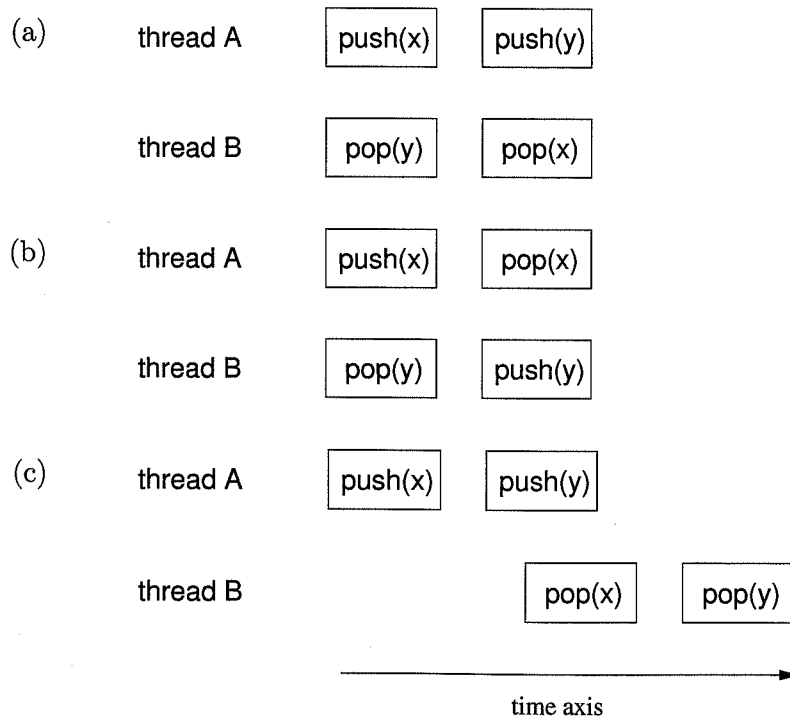 (a) thread A push(x) push(y)
thread B pop(y) pop(x)
(b) thread A push(x) pop(x)
thread B pop(y) push(y)
(c) thread A push(x) push(y)
thread B pop(x) pop(y)
time axis